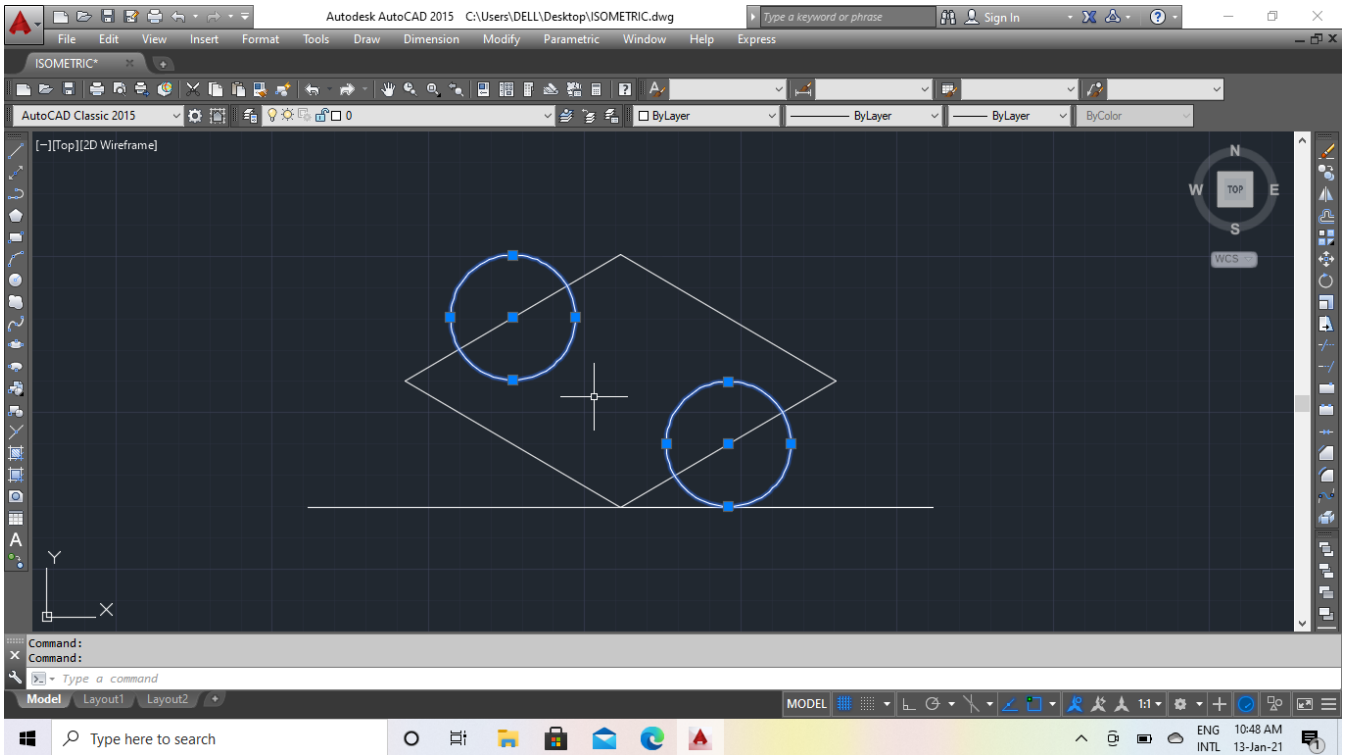 Autodesk AutoCAD 2015 C:\Users\DELL\Desktop\ISOMETRIC.dwg Type a keyword or phrase Sign In
File Edit View Insert Format Tools Draw Dimension Modify Parametric Window Help Express
ISOMETRIC*
AutoCAD Classic 2015 0 ByLayer ByLayer ByLayer ByColor
[−][Top][2D Wireframe]
N
W TOP E
S
WCS
A
Y
X
Command:
Command:
Type a command
Model Layout1 Layout2 +
MODEL 1:1
Type here to search
ENG 10:48 AM
INTL 13-Jan-21
1